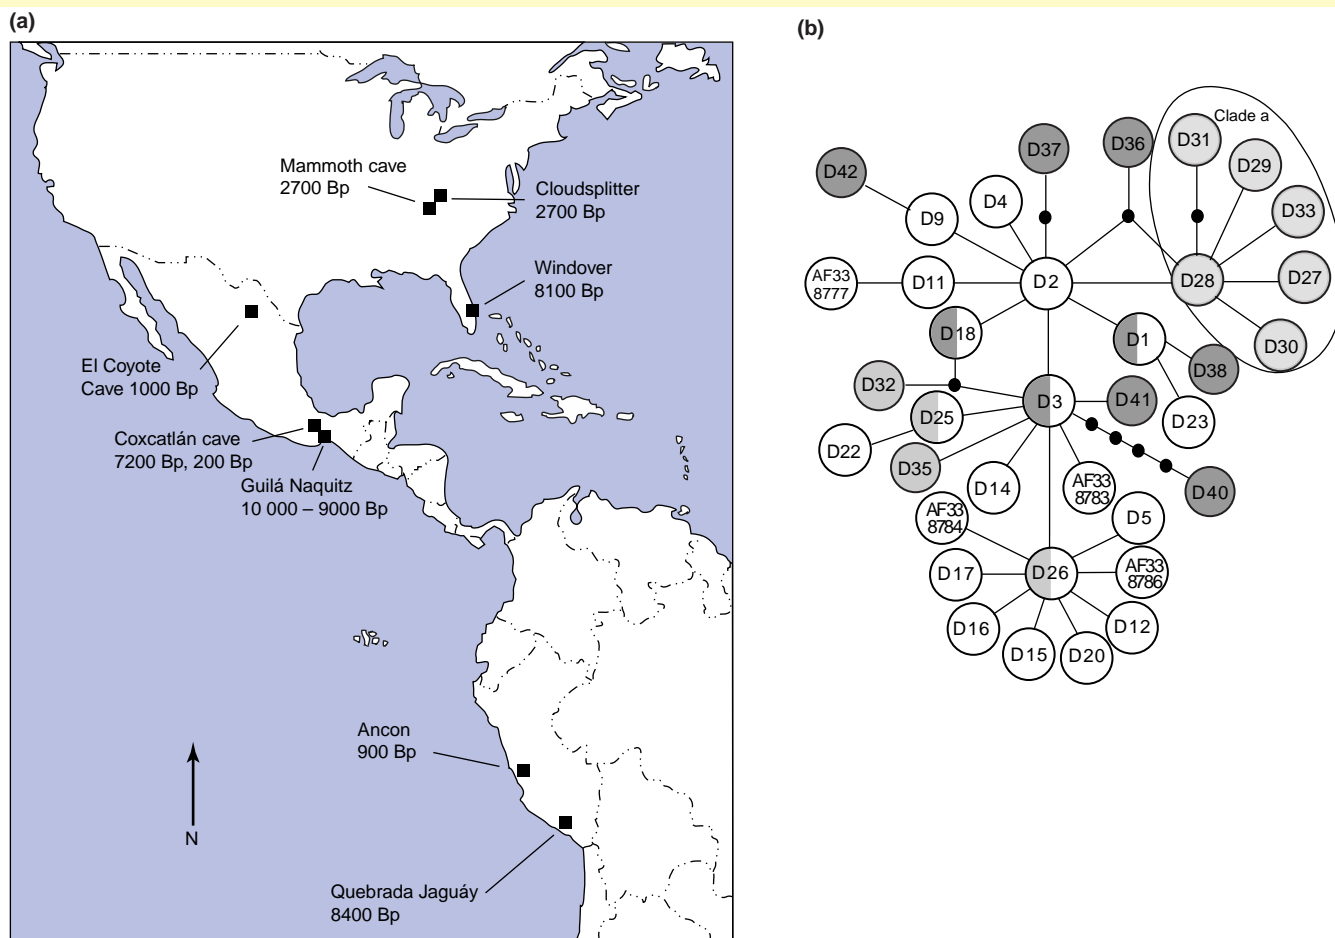 (a)
Mammoth cave
2700 Bp
Cloudsplitter
2700 Bp
Windover
8100 Bp
El Coyote
Cave 1000 Bp
Coxcatlán cave
7200 Bp, 200 Bp
Guilá Naquitz
10 000 – 9000 Bp
Ancon
900 Bp
N
Quebrada Jaguáy
8400 Bp
(b)
Clade a
D31
D37
D36
D29
D42
D4
D33
D9
AF33
8777
D11
D2
D28
D27
D18
D1
D30
D38
D32
D3
D41
D25
D23
D22
D35
D14
AF33
8783
D40
AF33
8784
D5
D17
D26
AF33
8786
D16
D12
D15
D20